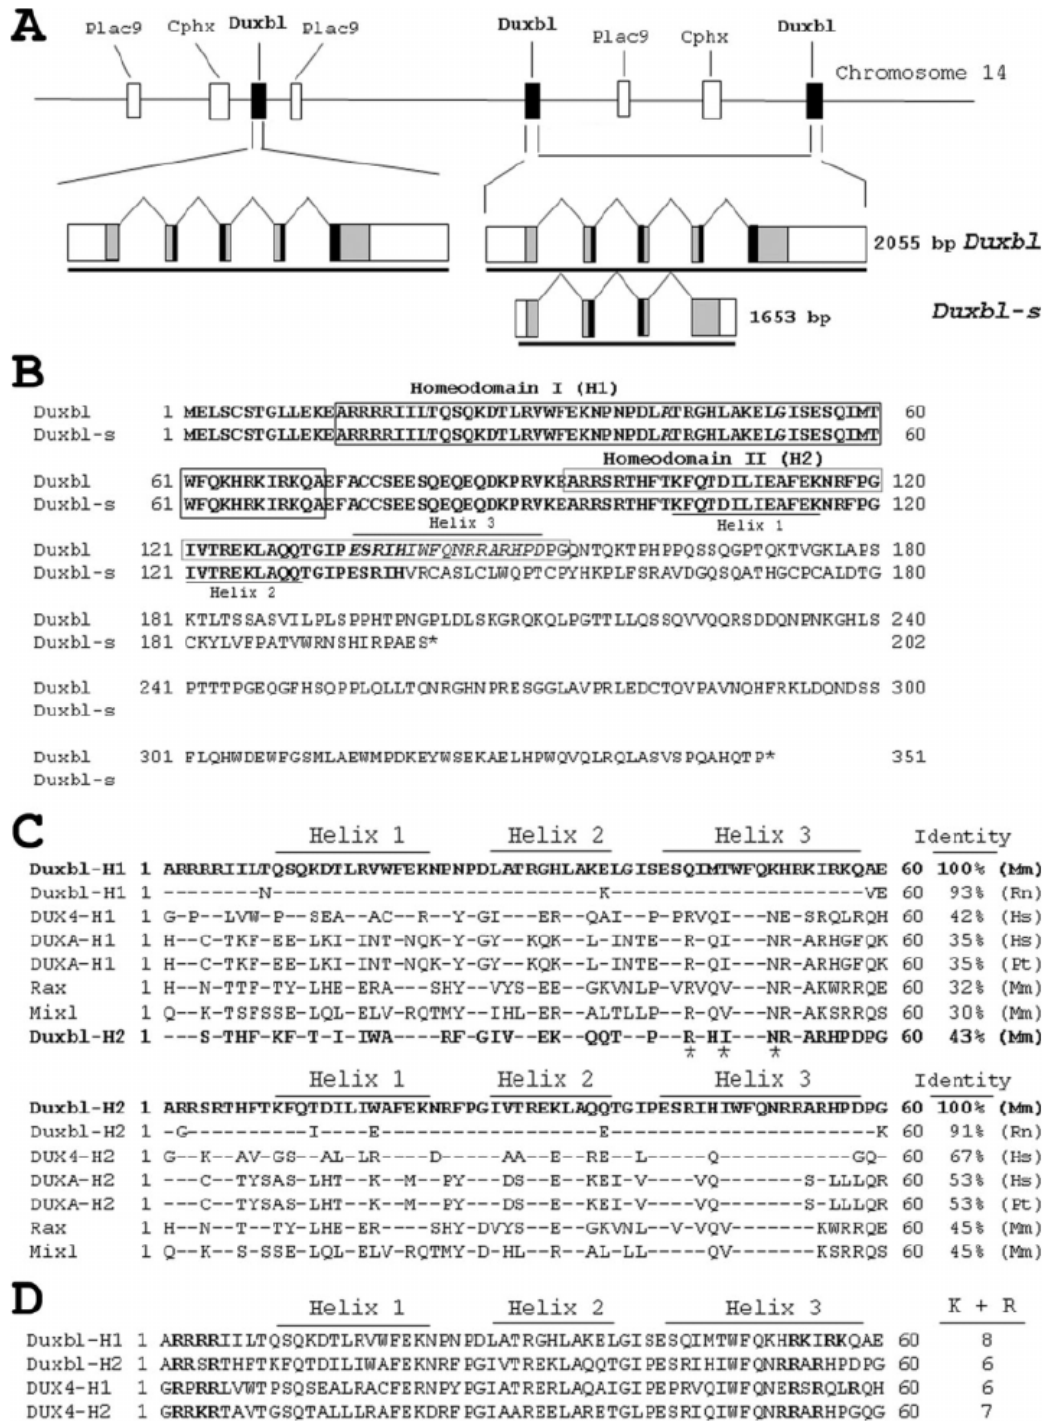 A
Plac9 Cphx Duxbl Plac9 Duxbl Plac9 Cphx Duxbl
Chromosome 14
2055 bp Duxbl
1653 bp Duxbl-s
B
Homeodomain I (H1)
Duxbl 1 MELSCSTGLLEKEARRRRIILTQSQKDTLRVWFEKNPNPDLATRGHLAKELGISESQIMT 60
Duxbl-s 1 MELSCSTGLLEKEARRRRIILTQSQKDTLRVWFEKNPNPDLATRGHLAKELGISESQIMT 60
Homeodomain II (H2)
Duxbl 61 WFQKHRKIRKQAEFACCSEESQEQEQDKPRVKEARRSRTHFTKFQTDILIEAFEKNRFPG 120
Duxbl-s 61 WFQKHRKIRKQAEFACCSEESQEQEQDKPRVKEARRSRTHFTKFQTDILIEAFEKNRFPG 120
Helix 3 Helix 1
Duxbl 121 IVTREKLAQQTGIPESRIHIWFQNRRARHPDPGQNTQKTPHPPQSSQGPTQKTVGKLAPS 180
Duxbl-s 121 IVTREKLAQQTGIPESRIHVRCASLCLWQPTCPYHKPLFSRAVDGQSQATHGCPCALDTG 180
Helix 2
Duxbl 181 KTLTSSASVILPLSPPHTPNGPLDLSKGRQKQLPGTTLLQSSQVVQQRSDDQNPNKGHLS 240
Duxbl-s 181 CKYLVFPATVWRNSHIRPAES* 202
Duxbl 241 PTTTPGEQGFHSQPPLQLLTQNRGHNPRESGGLAVPRLEDCTQVPAVNQHFRKLDQNDSS 300
Duxbl-s
Duxbl 301 FLQHWDEWFGSMLAEWMPDKEYWSEKAELHPWQVQLRQLASVSPQAHQTP* 351
Duxbl-s
C
Helix 1 Helix 2 Helix 3 Identity
Duxbl-H1 1 ARRRRIILTQSQKDTLRVWFEKNPNPDLATRGHLAKELGISESQIMTWFQKHRKIRKQAE 60 100% (Mm)
Duxbl-H1 1 ---------N----------------------------K---------------------VE 60 93% (Rn)
DUX4-H1 1 G-P--LVW-P--SEA--AC--R--Y-GI---ER--QAI--P-PRVQI---NE-SRQLRQH 60 42% (Hs)
DUXA-H1 1 H--C-TKF-EE-LKI-INT-NQK-Y-GY--KQK--L-INTE--R-QI---NR-ARHGFQK 60 35% (Hs)
DUXA-H1 1 H--C-TKF-EE-LKI-INT-NQK-Y-GY--KQK--L-INTE--R-QI---NR-ARHGFQK 60 35% (Pt)
Rax 1 H--N-TTF-TY-LHE-ERA---SHY--VYS-EE--GKVNLP-VRVQV---NR-AKWRRQE 60 32% (Mm)
Mixl 1 Q--K-TSFSSE-LQL-ELV-RQTMY-IHL-ER--ALTLLP--R-QV---NR-AKSRRQS 60 30% (Mm)
Duxbl-H2 1 ---S-THF-KF-T-I-IWA----RF-GIV--EK--QQT--P--R-HI---NR-ARHPDPG 60 43% (Mm)
* * *
Helix 1 Helix 2 Helix 3 Identity
Duxbl-H2 1 ARRSRTHFTKFQTDILIWAFEKNRFPGIVTREKLAQQTGIPESRIHIWFQNRRARHPDPG 60 100% (Mm)
Duxbl-H2 1 -G-----------I---E-------------------E----------------------K 60 91% (Rn)
DUX4-H2 1 G--K--AV-GS--AL-LR----D------AA--E--RE--L-----Q----------GQ- 60 67% (Hs)
DUXA-H2 1 ---C--TYSAS-LHT--K--M--PY---DS--E--KEI-V-----VQ-------S-LLLQR 60 53% (Hs)
DUXA-H2 1 ---C--TYSAS-LHT--K--M--PY---DS--E--KEI-V-----VQ-------S-LLLQR 60 53% (Pt)
Rax 1 H--N--T--TY-LHE-ER----SHY-DVYS--E--GKVNL--V-VQV-------KWRRQE 60 45% (Mm)
Mixl 1 Q--K--S-SSE-LQL-ELV-RQTMY-D-HL--R--AL-LL-----QV-------KSRRQS 60 45% (Mm)
D
Helix 1 Helix 2 Helix 3 K + R
Duxbl-H1 1 ARRRRIILTQSQKDTLRVWFEKNPNPDLATRGHLAKELGISESQIMTWFQKHRKIRKQAE 60 8
Duxbl-H2 1 ARRSRTHFTKFQTDILIWAFEKNRFPGIVTREKLAQQTGIPESRIHIWFQNRRARHPDPG 60 6
DUX4-H1 1 GRPRRLVWTPSQSEALRACFERNPYPGIATRERLAQAIGIPEPRVQIWFQNERSRQLRQH 60 6
DUX4-H2 1 GRRKRTAVTGSQTALLLRAFEKDRFPGIAAREELARETGLPESRIQIWFQNRRARHPGQG 60 7